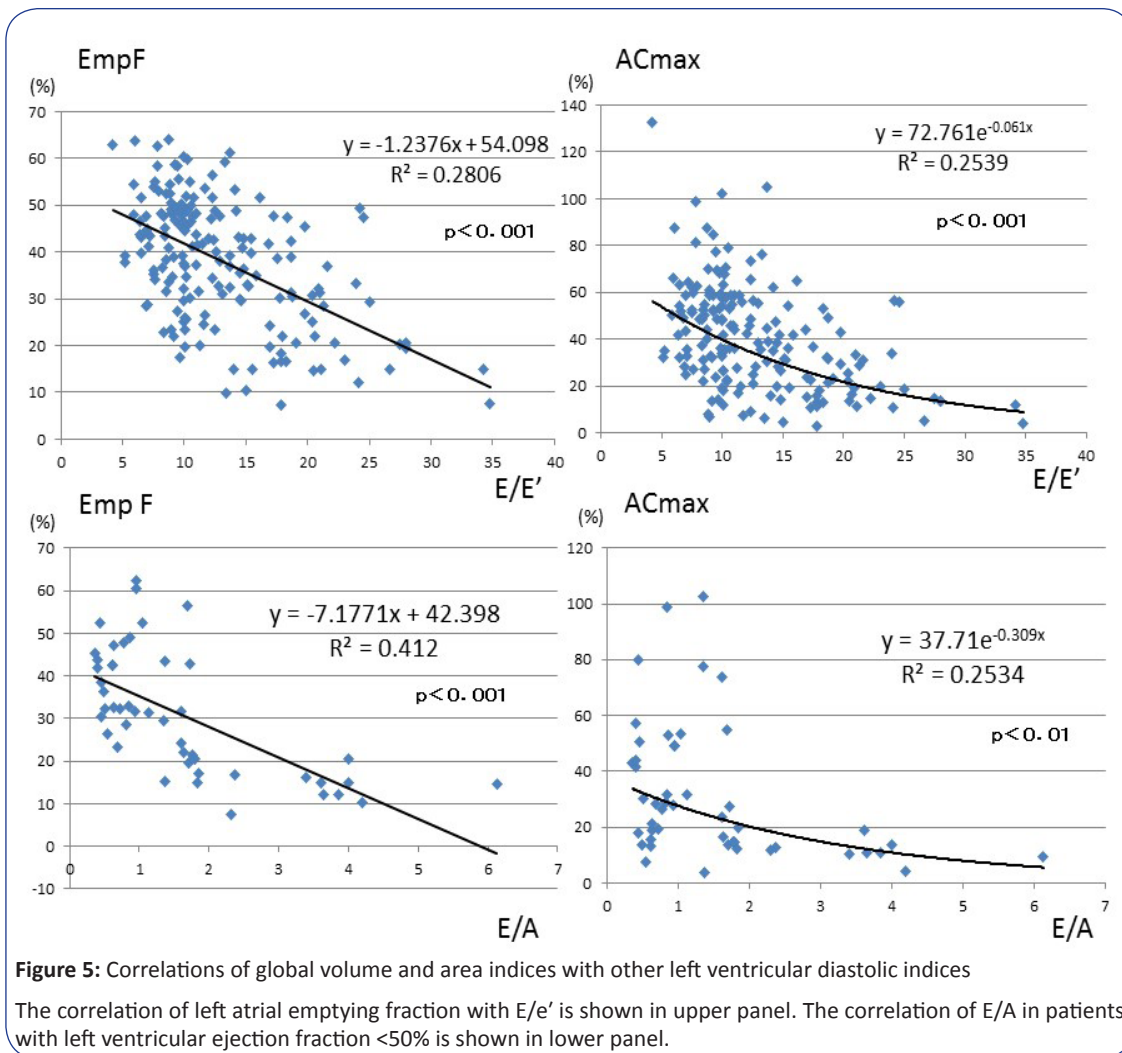 EmpF
(%)
70
60
50
40
30
20
10
0
0 5 10 15 20 25 30 35 40
E/E’
y = -1.2376x + 54.098
R² = 0.2806
p<0.001
ACmax
(%)
140
120
100
80
60
40
20
0
0 5 10 15 20 25 30 35 40
E/E’
y = 72.761e^-0.061x
R² = 0.2539
p<0.001
Emp F
(%)
70
60
50
40
30
20
10
0
-10
0 1 2 3 4 5 6 7
E/A
y = -7.1771x + 42.398
R² = 0.412
p<0.001
ACmax
(%)
120
100
80
60
40
20
0
0 1 2 3 4 5 6 7
E/A
y = 37.71e^-0.309x
R² = 0.2534
p<0.01
Figure 5: Correlations of global volume and area indices with other left ventricular diastolic indices
The correlation of left atrial emptying fraction with E/e’ is shown in upper panel. The correlation of E/A in patients
with left ventricular ejection fraction <50% is shown in lower panel.